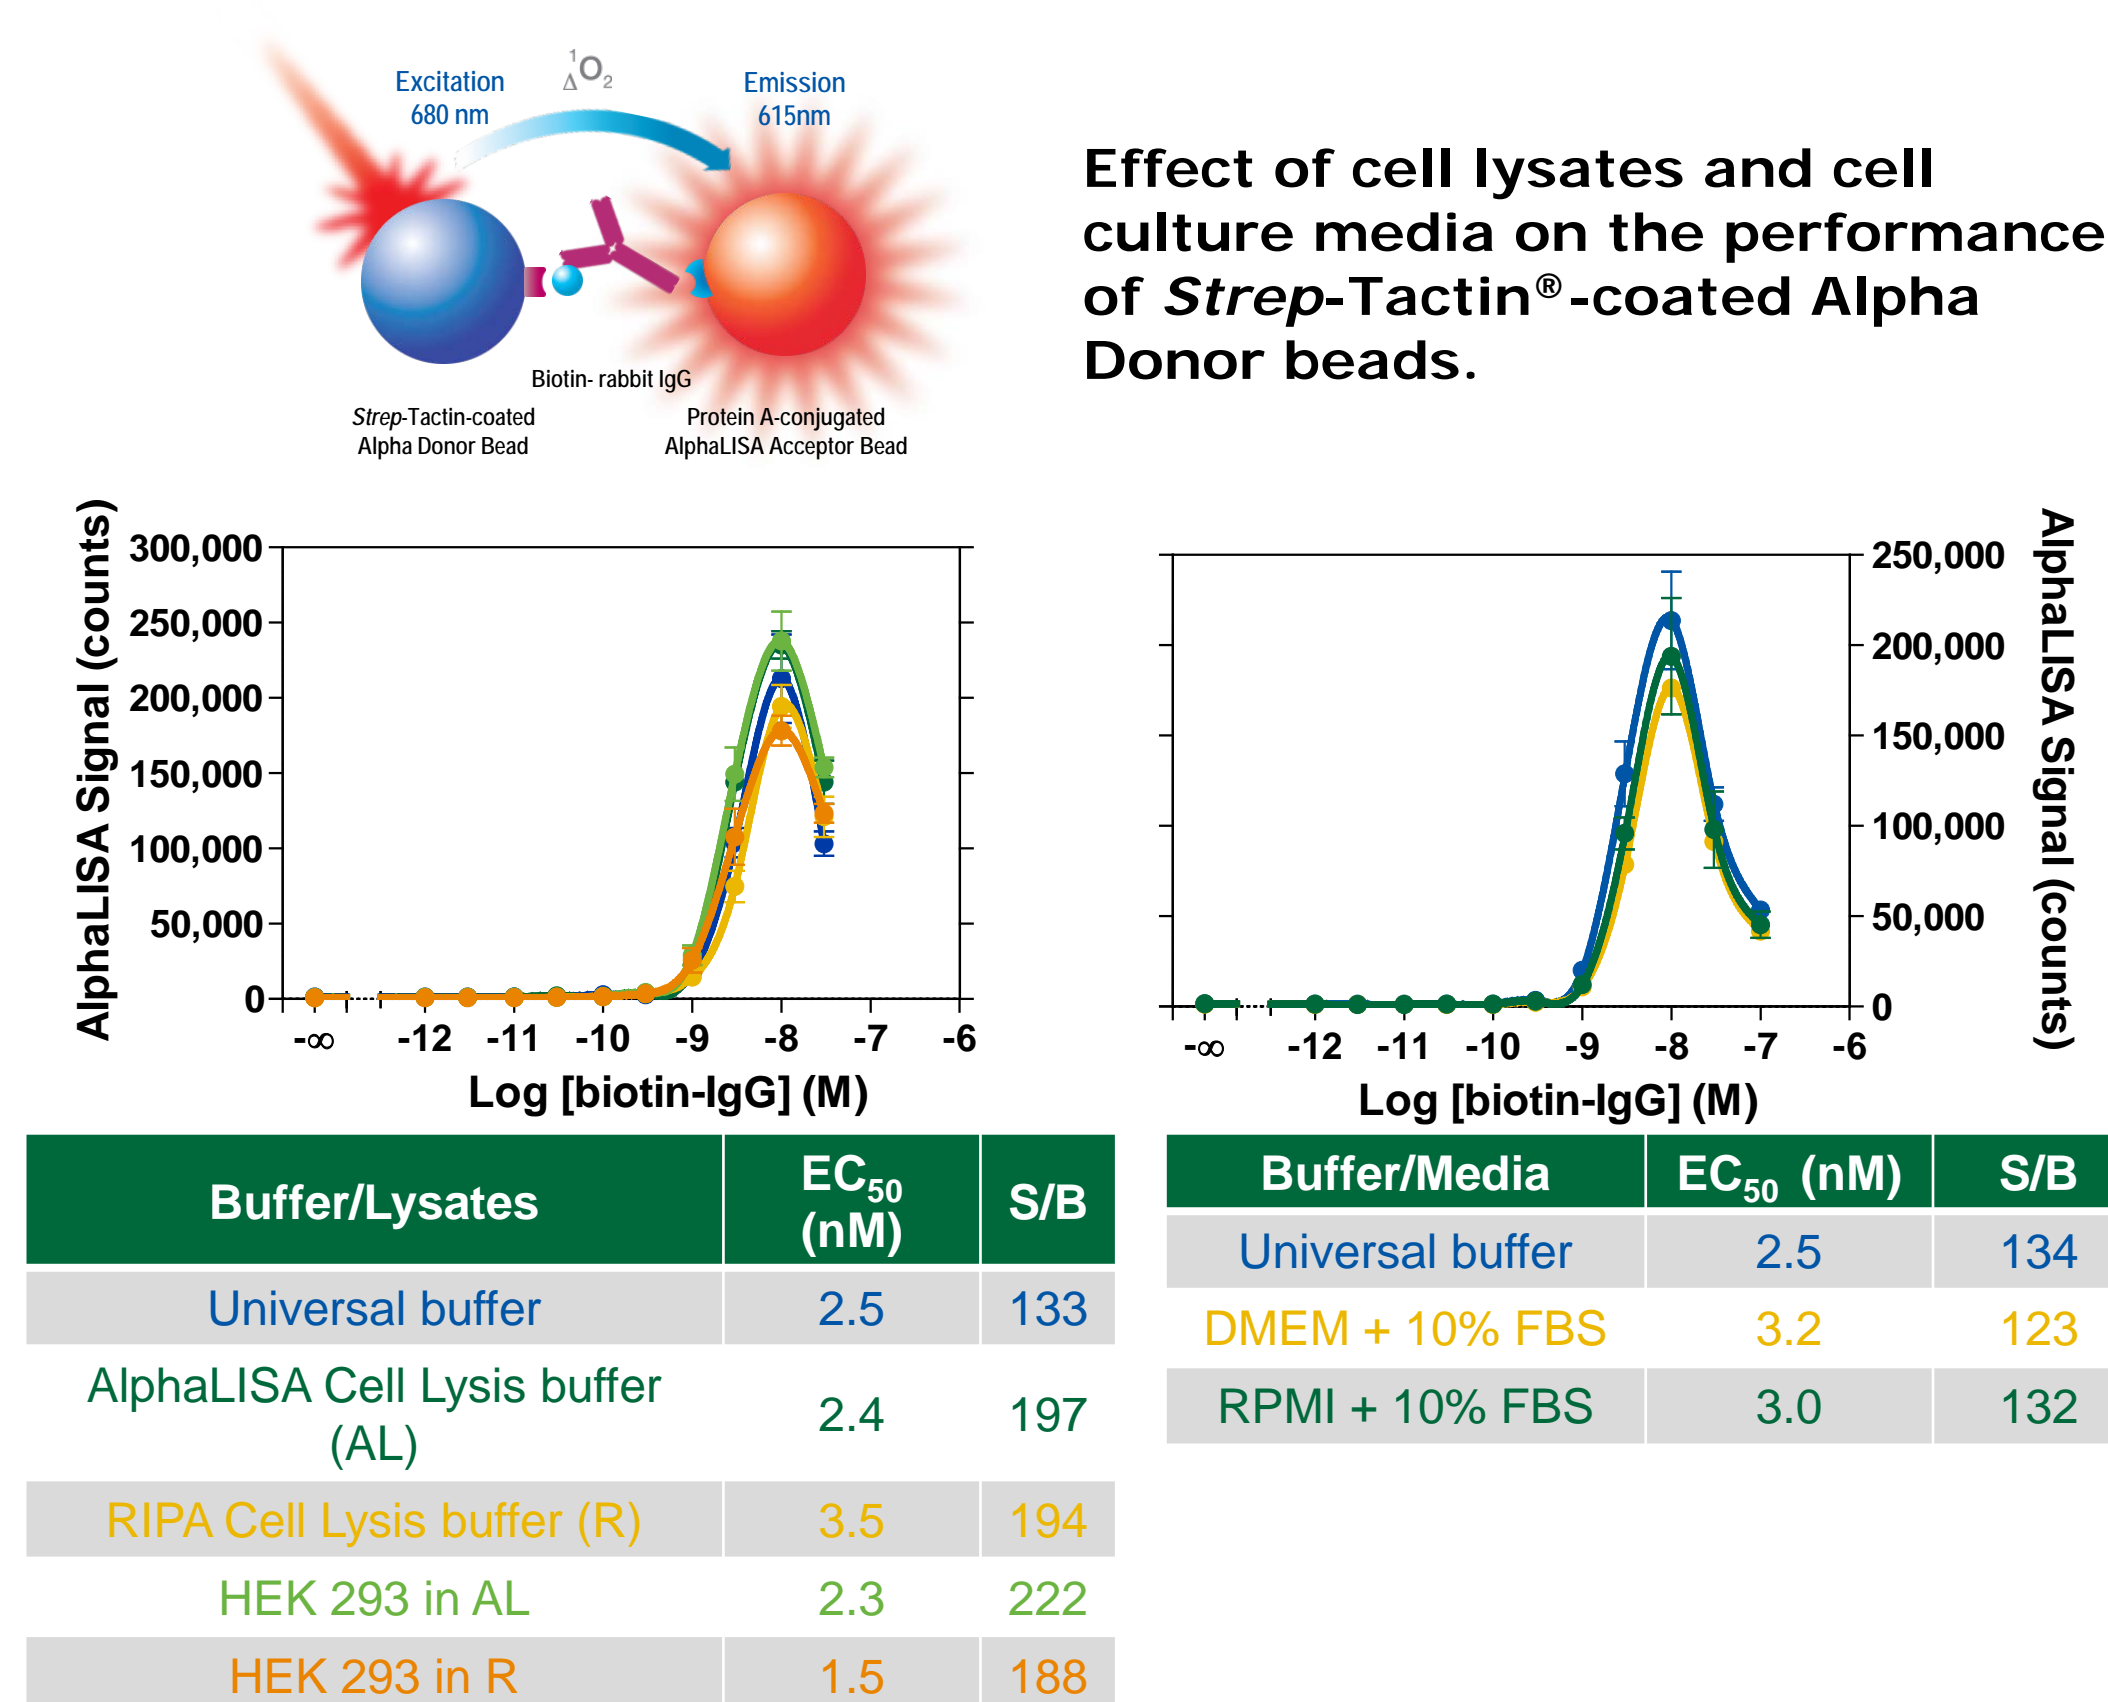 Excitation
680 nm
1ΔO2
Emission
615nm
Biotin- rabbit IgG
Strep-Tactin-coated
Alpha Donor Bead
Protein A-conjugated
AlphaLISA Acceptor Bead
Effect of cell lysates and cell
culture media on the performance
of Strep-Tactin®-coated Alpha
Donor beads.
AlphaLISA Signal (counts)
300,000
250,000
200,000
150,000
100,000
50,000
0
-∞ -12 -11 -10 -9 -8 -7 -6
Log [biotin-IgG] (M)
250,000
200,000
150,000
100,000
50,000
0
AlphaLISA Signal (counts)
-∞ -12 -11 -10 -9 -8 -7 -6
Log [biotin-IgG] (M)
Buffer/Lysates EC50 (nM) S/B
Universal buffer 2.5 133
AlphaLISA Cell Lysis buffer
(AL) 2.4 197
RIPA Cell Lysis buffer (R) 3.5 194
HEK 293 in AL 2.3 222
HEK 293 in R 1.5 188
Buffer/Media EC50 (nM) S/B
Universal buffer 2.5 134
DMEM + 10% FBS 3.2 123
RPMI + 10% FBS 3.0 132